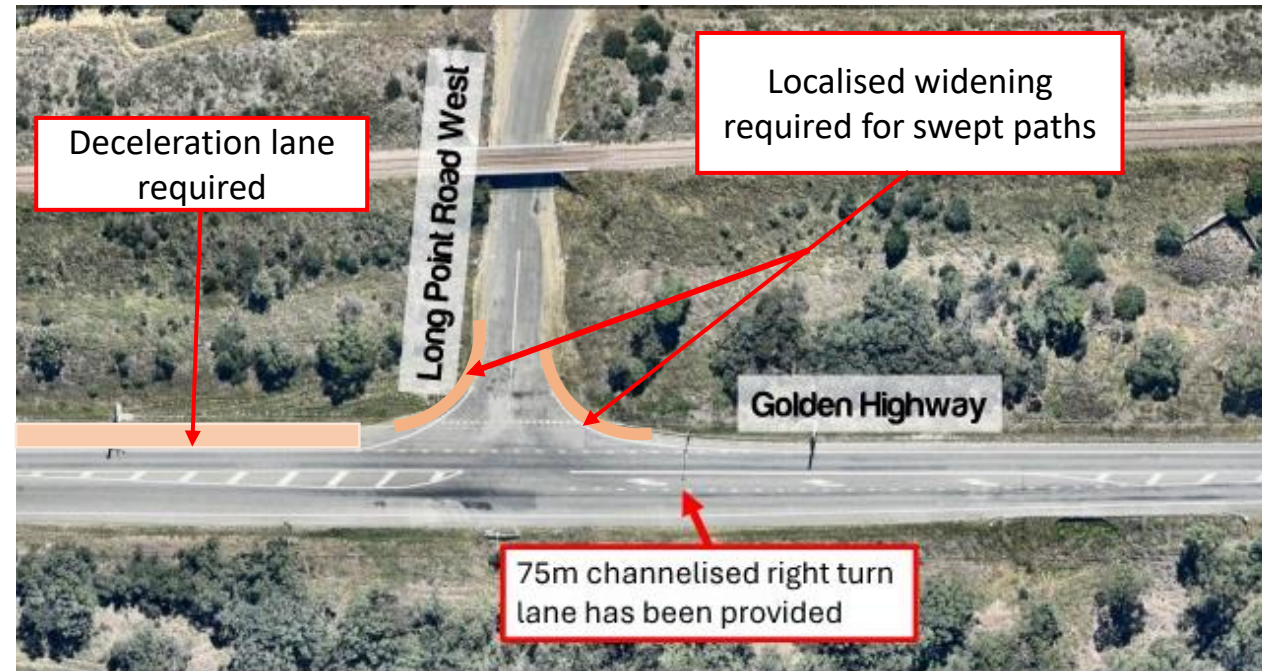 Deceleration lane
required
Long Point Road West
Localised widening
required for swept paths
Golden Highway
75m channelised right turn
lane has been provided